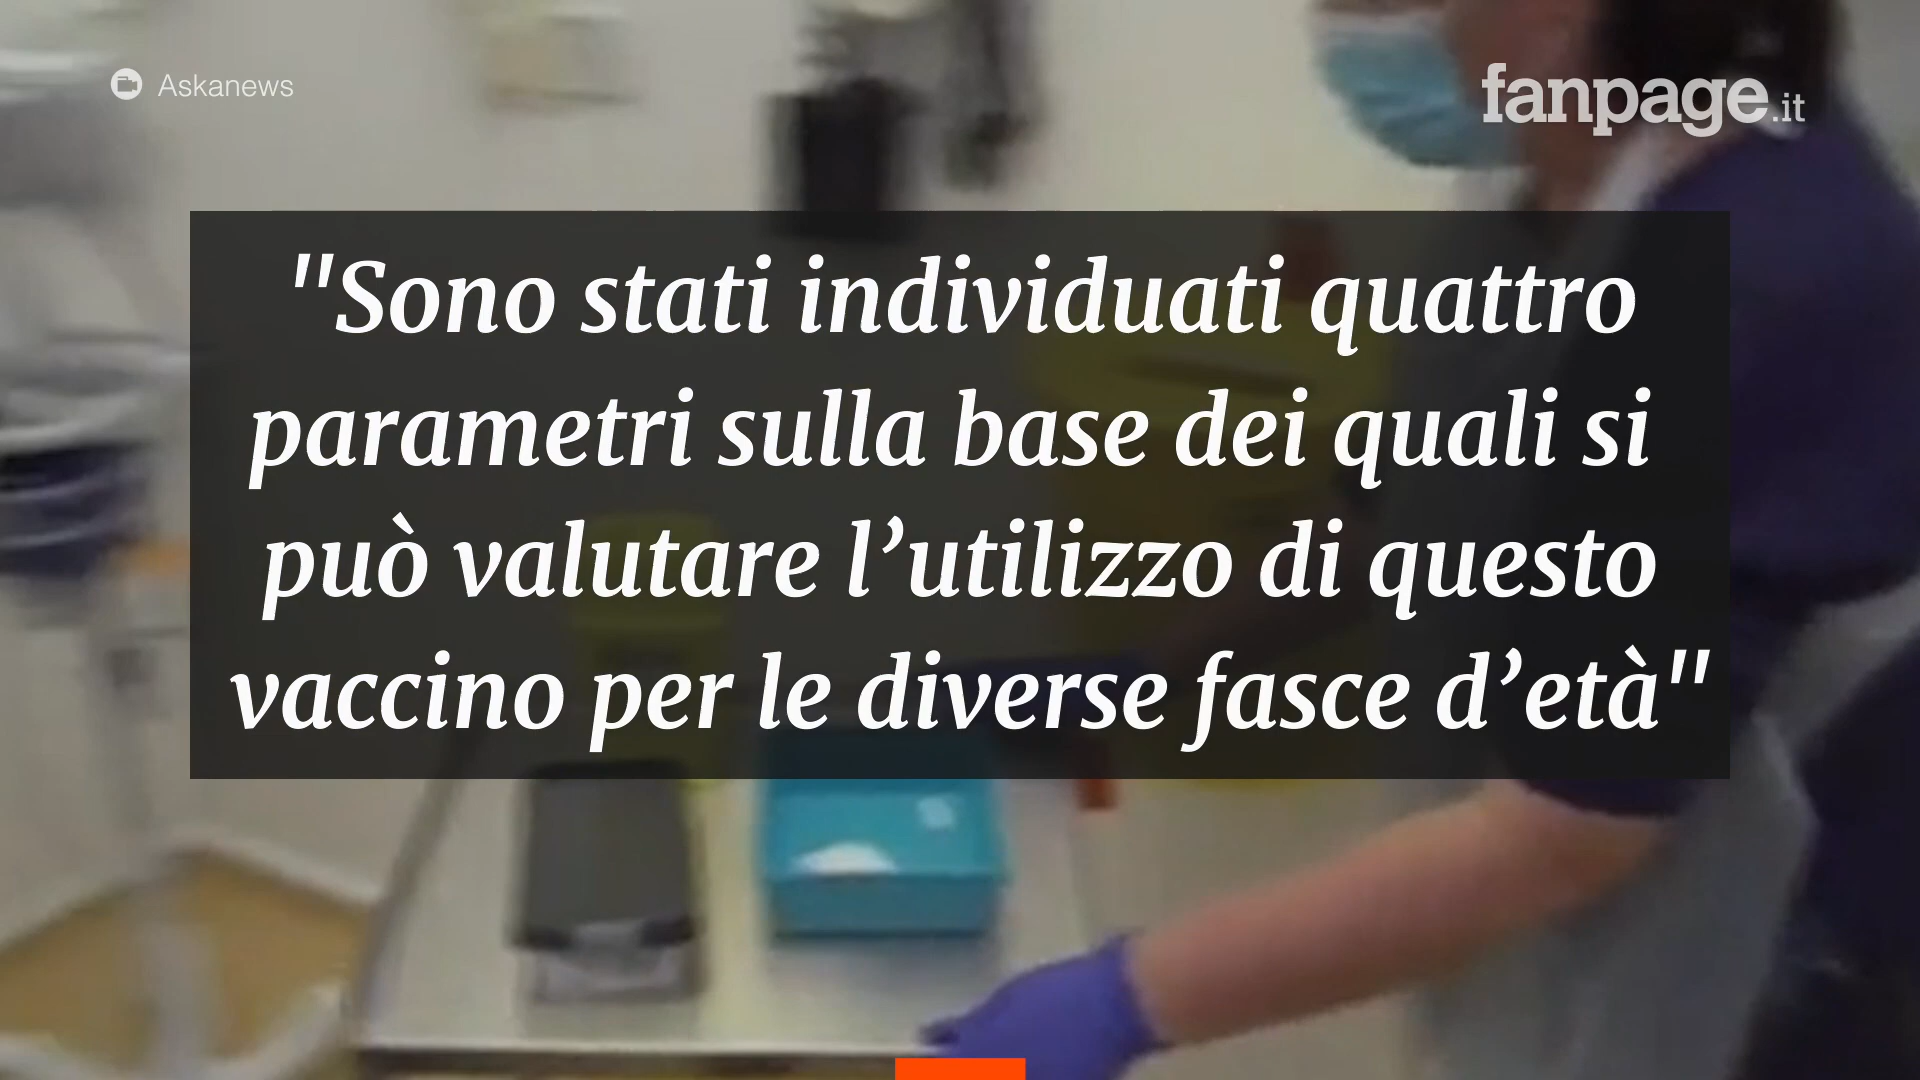 Askanews
fanpage.it
"Sono stati individuati quattro
parametri sulla base dei quali si
può valutare l’utilizzo di questo
vaccino per le diverse fasce d’età"